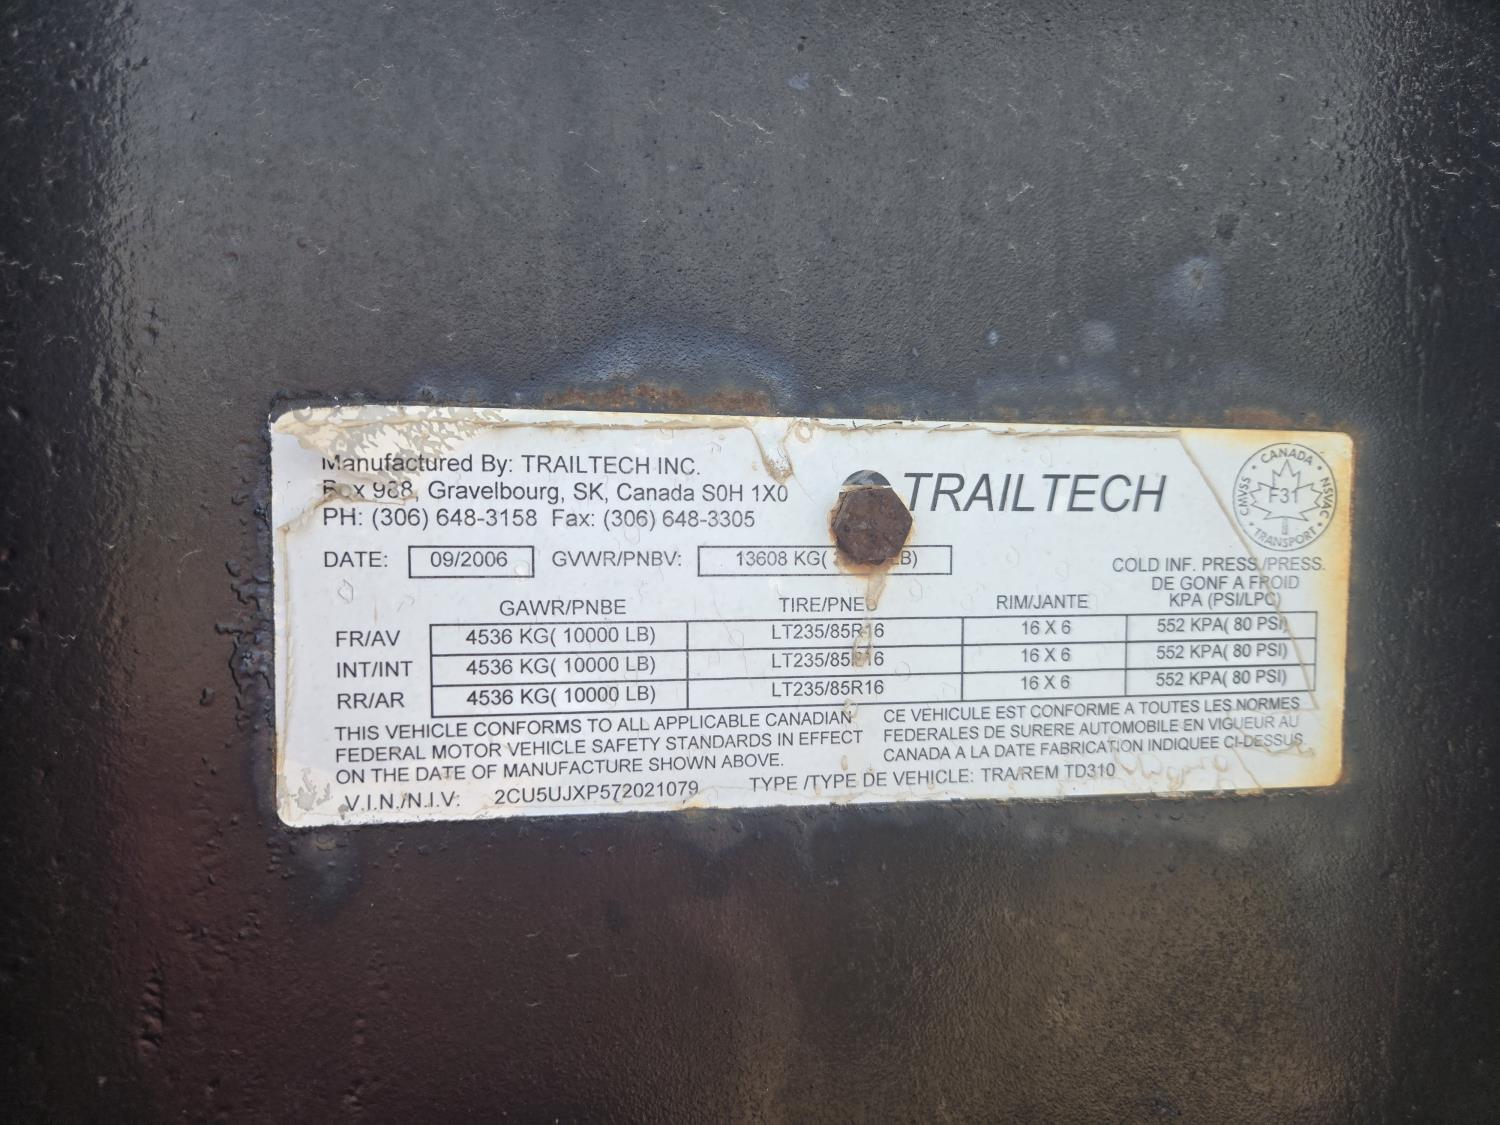 Manufactured By: TRAILTECH INC.
Box 988, Gravelbourg, SK, Canada S0H 1X0
PH: (306) 648-3158 Fax: (306) 648-3305
TRAILTECH
CANADA
CMVSS
NSVAC
F31
TRANSPORT
DATE: 09/2006 GVWR/PNBV: 13608 KG( LB)
COLD INF. PRESS./PRESS.
DE GONF A FROID
GAWR/PNBE TIRE/PNEU RIM/JANTE KPA (PSI/LPC)
FR/AV 4536 KG( 10000 LB) LT235/85R16 16 X 6 552 KPA( 80 PSI)
INT/INT 4536 KG( 10000 LB) LT235/85R16 16 X 6 552 KPA( 80 PSI)
RR/AR 4536 KG( 10000 LB) LT235/85R16 16 X 6 552 KPA( 80 PSI)
THIS VEHICLE CONFORMS TO ALL APPLICABLE CANADIAN
FEDERAL MOTOR VEHICLE SAFETY STANDARDS IN EFFECT
ON THE DATE OF MANUFACTURE SHOWN ABOVE.
CE VEHICULE EST CONFORME A TOUTES LES NORMES
FEDERALES DE SURERE AUTOMOBILE EN VIGUEUR AU
CANADA A LA DATE FABRICATION INDIQUEE CI-DESSUS.
V.I.N./N.I.V: 2CU5UJXP572021079 TYPE /TYPE DE VEHICLE: TRA/REM TD310